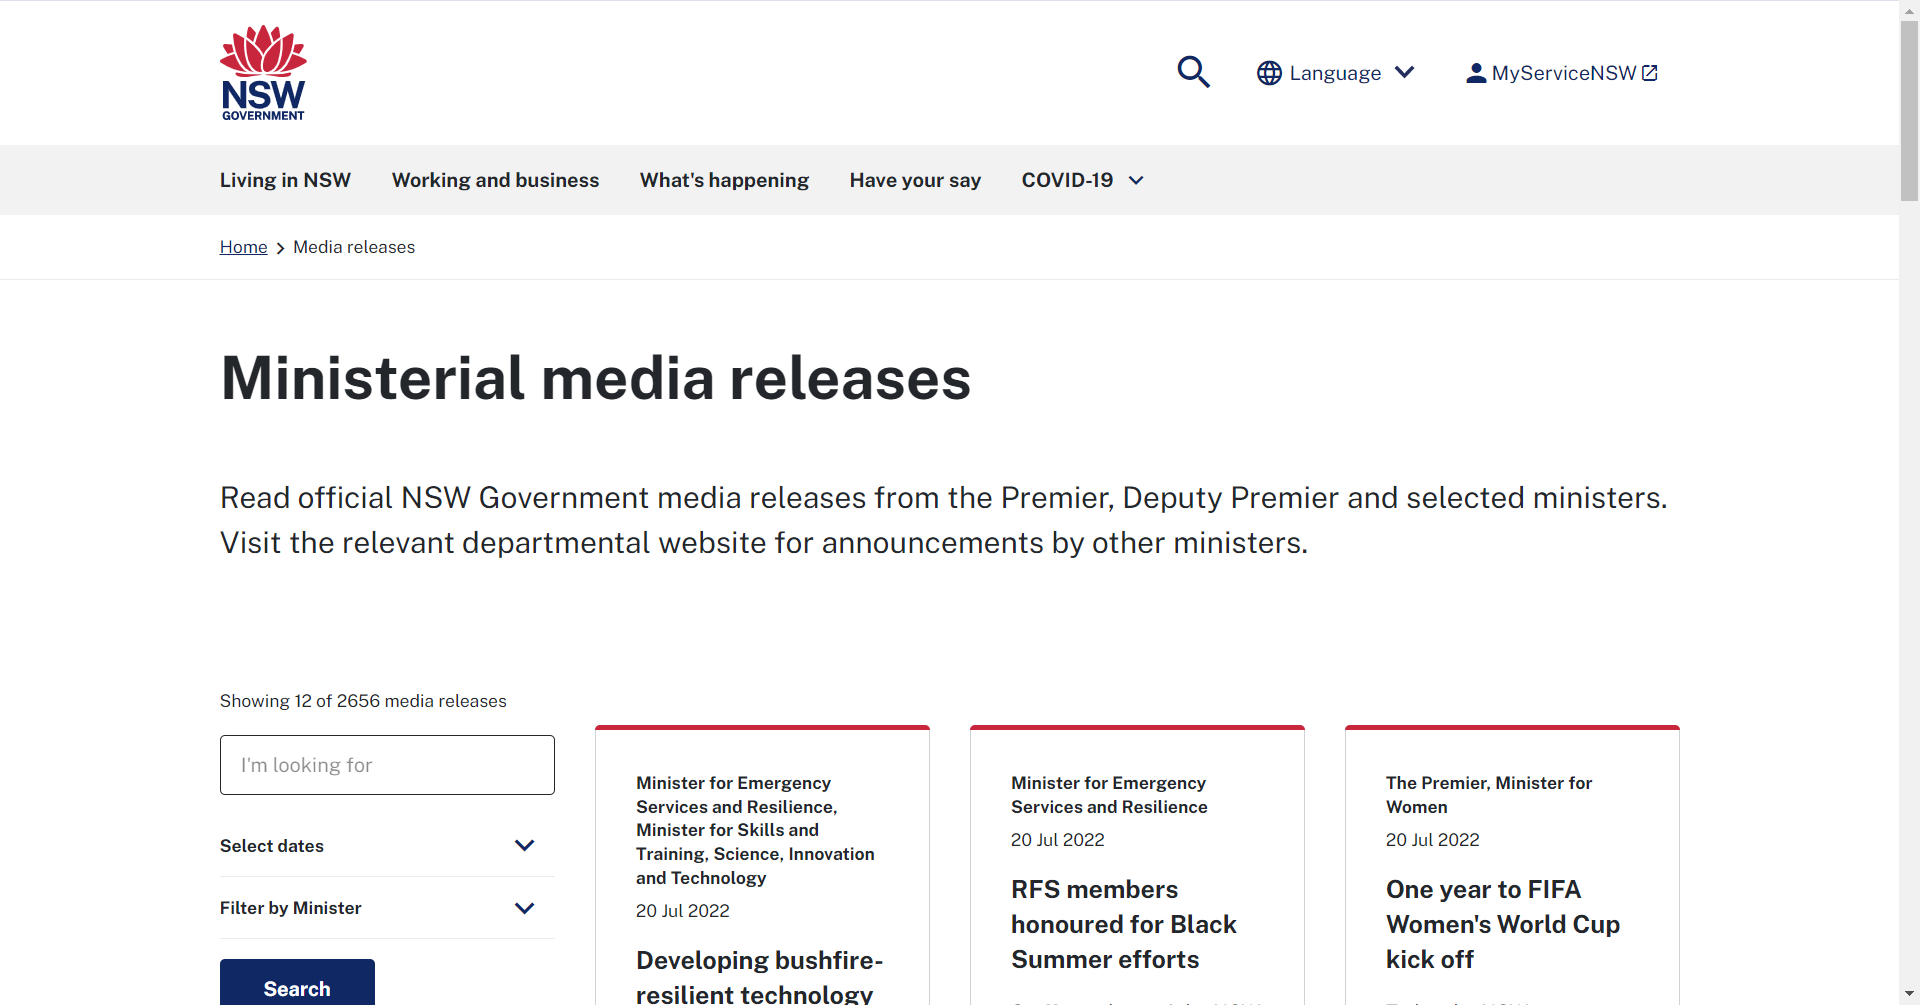 NSW
GOVERNMENT
Language
MyServiceNSW
Living in NSW
Working and business
What's happening
Have your say
COVID-19
Home
Media releases
Ministerial media releases
Read official NSW Government media releases from the Premier, Deputy Premier and selected ministers.
Visit the relevant departmental website for announcements by other ministers.
Showing 12 of 2656 media releases
I'm looking for
Select dates
Filter by Minister
Search
Minister for Emergency
Services and Resilience,
Minister for Skills and
Training, Science, Innovation
and Technology
20 Jul 2022
Developing bushfire-
resilient technology
Minister for Emergency
Services and Resilience
20 Jul 2022
RFS members
honoured for Black
Summer efforts
The Premier, Minister for
Women
20 Jul 2022
One year to FIFA
Women's World Cup
kick off